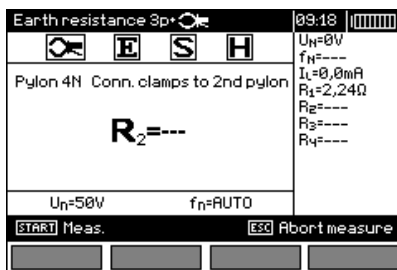 Earth resistance 3p+ 09:18
E S H
Pylon 4N Conn. clamps to 2nd pylon
R₂=---
Un=50V fn=AUTO
UN=0V
fN=---
IL=0,0mA
R1=2,24Ω
R2=---
R3=---
R4=---
START Meas. ESC Abort measure